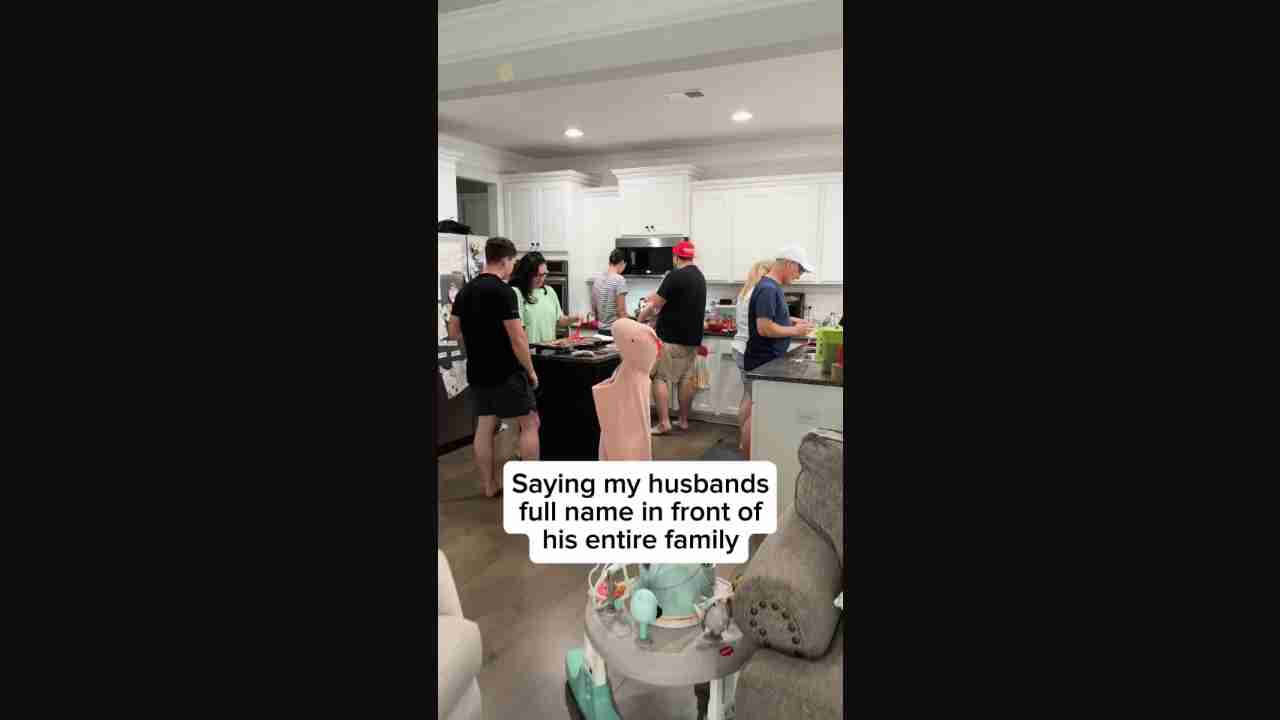 Saying my husbands
full name in front of
his entire family